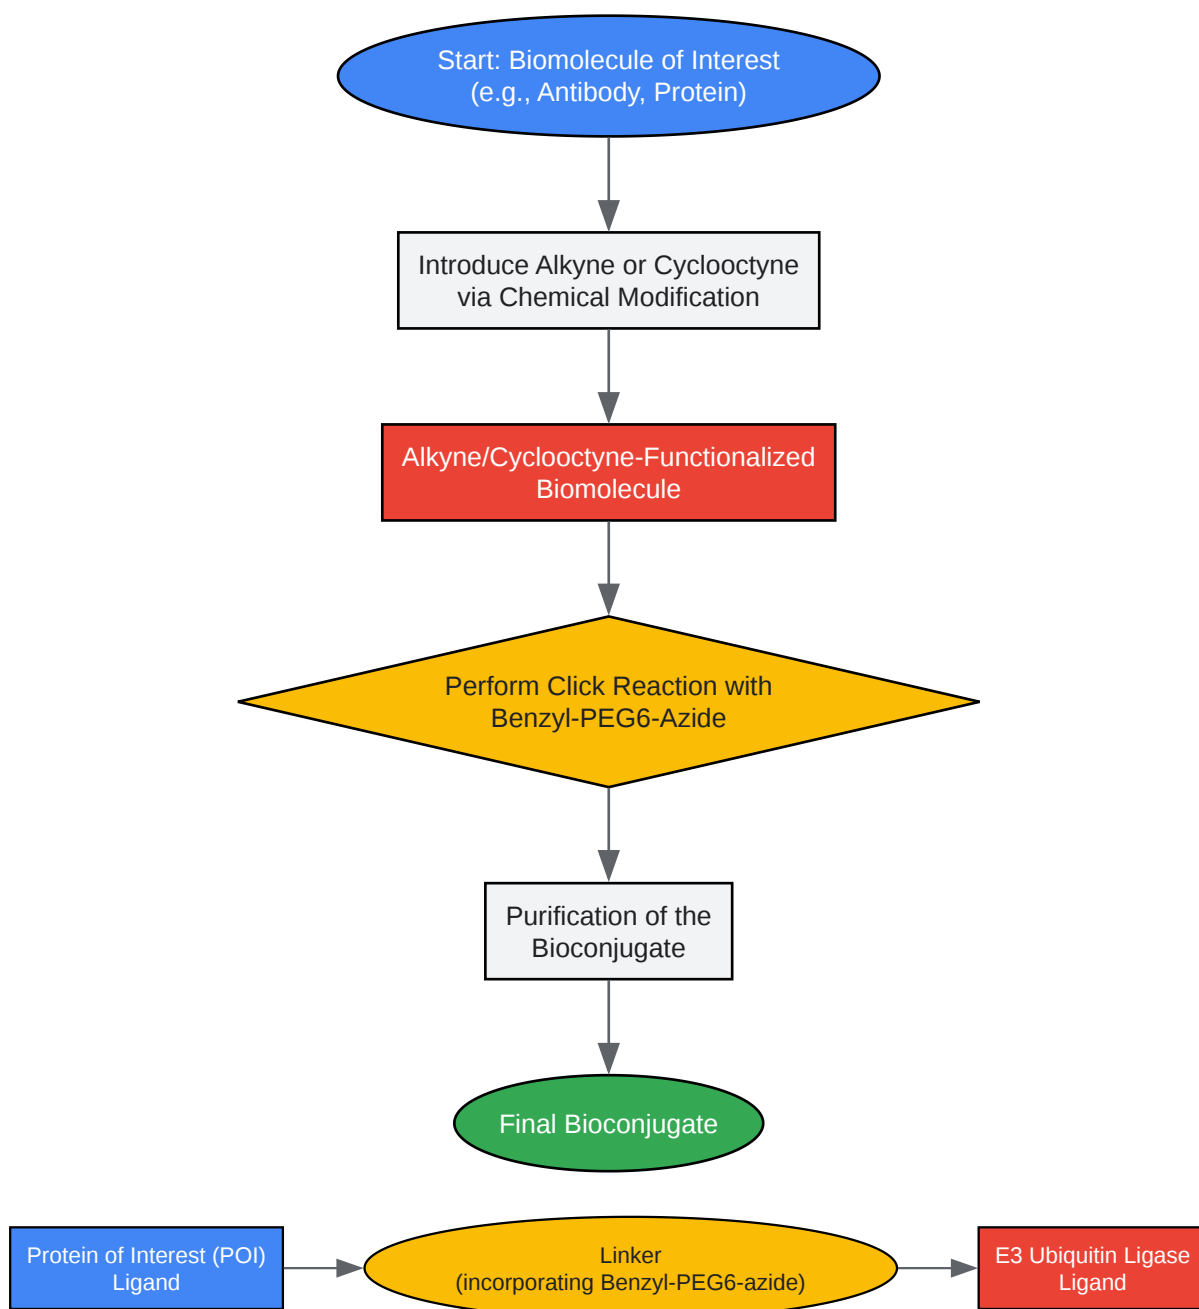 Start: Biomolecule of Interest
(e.g., Antibody, Protein)
Introduce Alkyne or Cyclooctyne
via Chemical Modification
Alkyne/Cyclooctyne-Functionalized
Biomolecule
Perform Click Reaction with
Benzyl-PEG6-Azide
Purification of the
Bioconjugate
Final Bioconjugate
Protein of Interest (POI)
Ligand
Linker
(incorporating Benzyl-PEG6-azide)
E3 Ubiquitin Ligase
Ligand